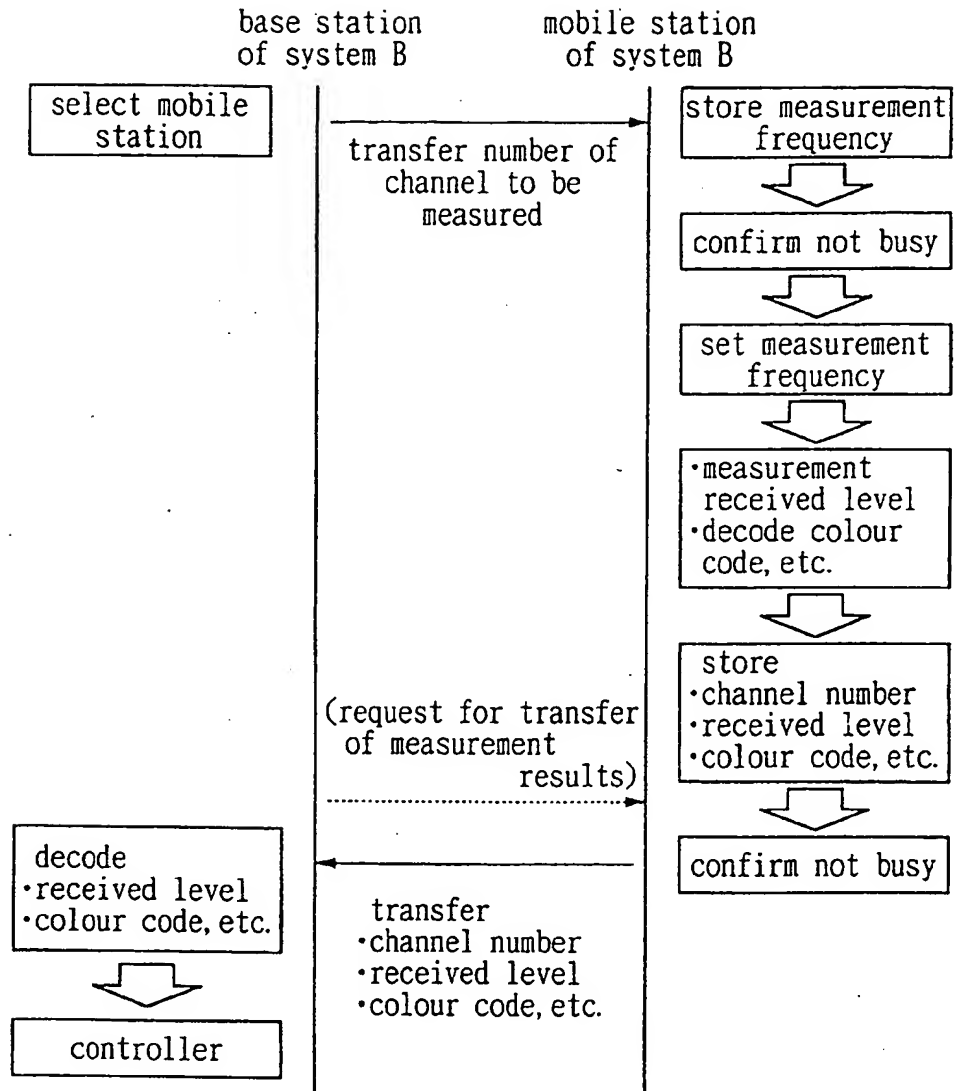 base station
of system B
mobile station
of system B
select mobile
station
transfer number of
channel to be
measured
store measurement
frequency
confirm not busy
set measurement
frequency
·measurement
received level
·decode colour
code, etc.
store
·channel number
·received level
·colour code, etc.
(request for transfer
of measurement
results)
confirm not busy
decode
·received level
·colour code, etc.
transfer
·channel number
·received level
·colour code, etc.
controller